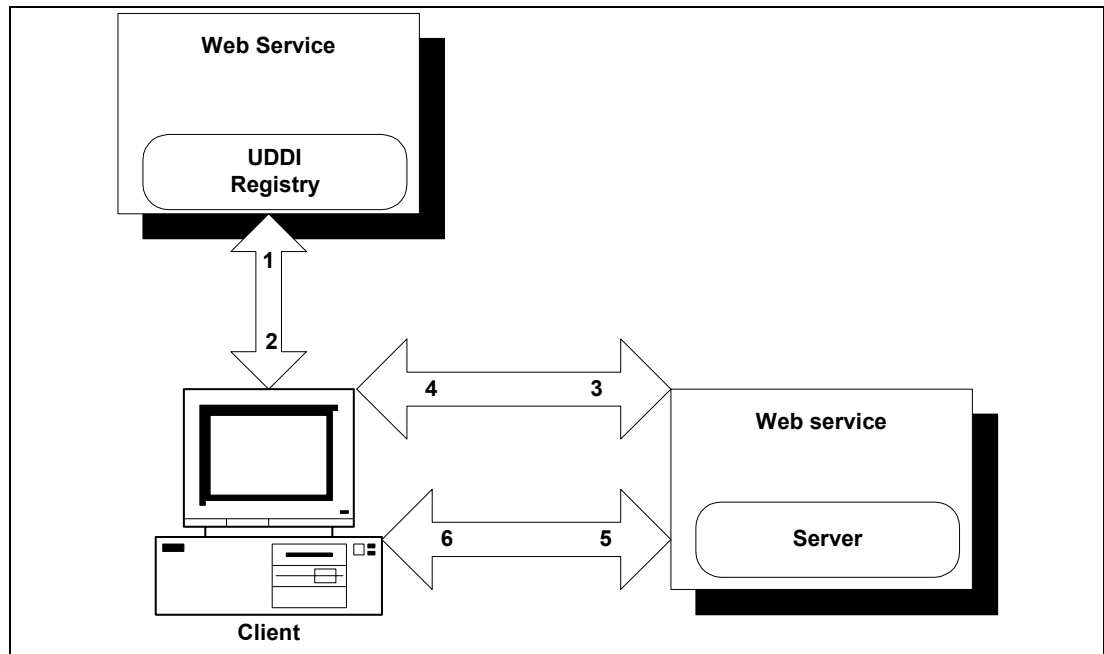 Web Service
UDDI
Registry
1
2
4 3
Web service
6 5
Server
Client